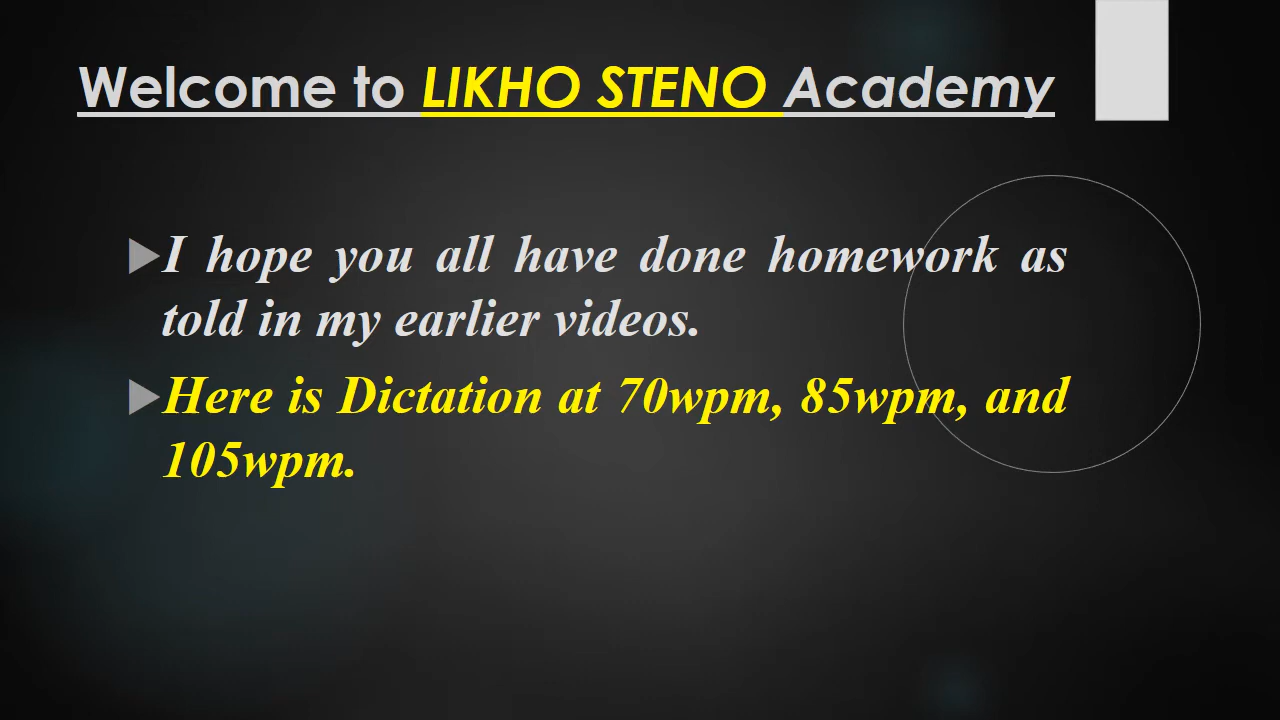 Welcome to LIKHO STENO Academy
I hope you all have done homework as
told in my earlier videos.
Here is Dictation at 70wpm, 85wpm, and
105wpm.